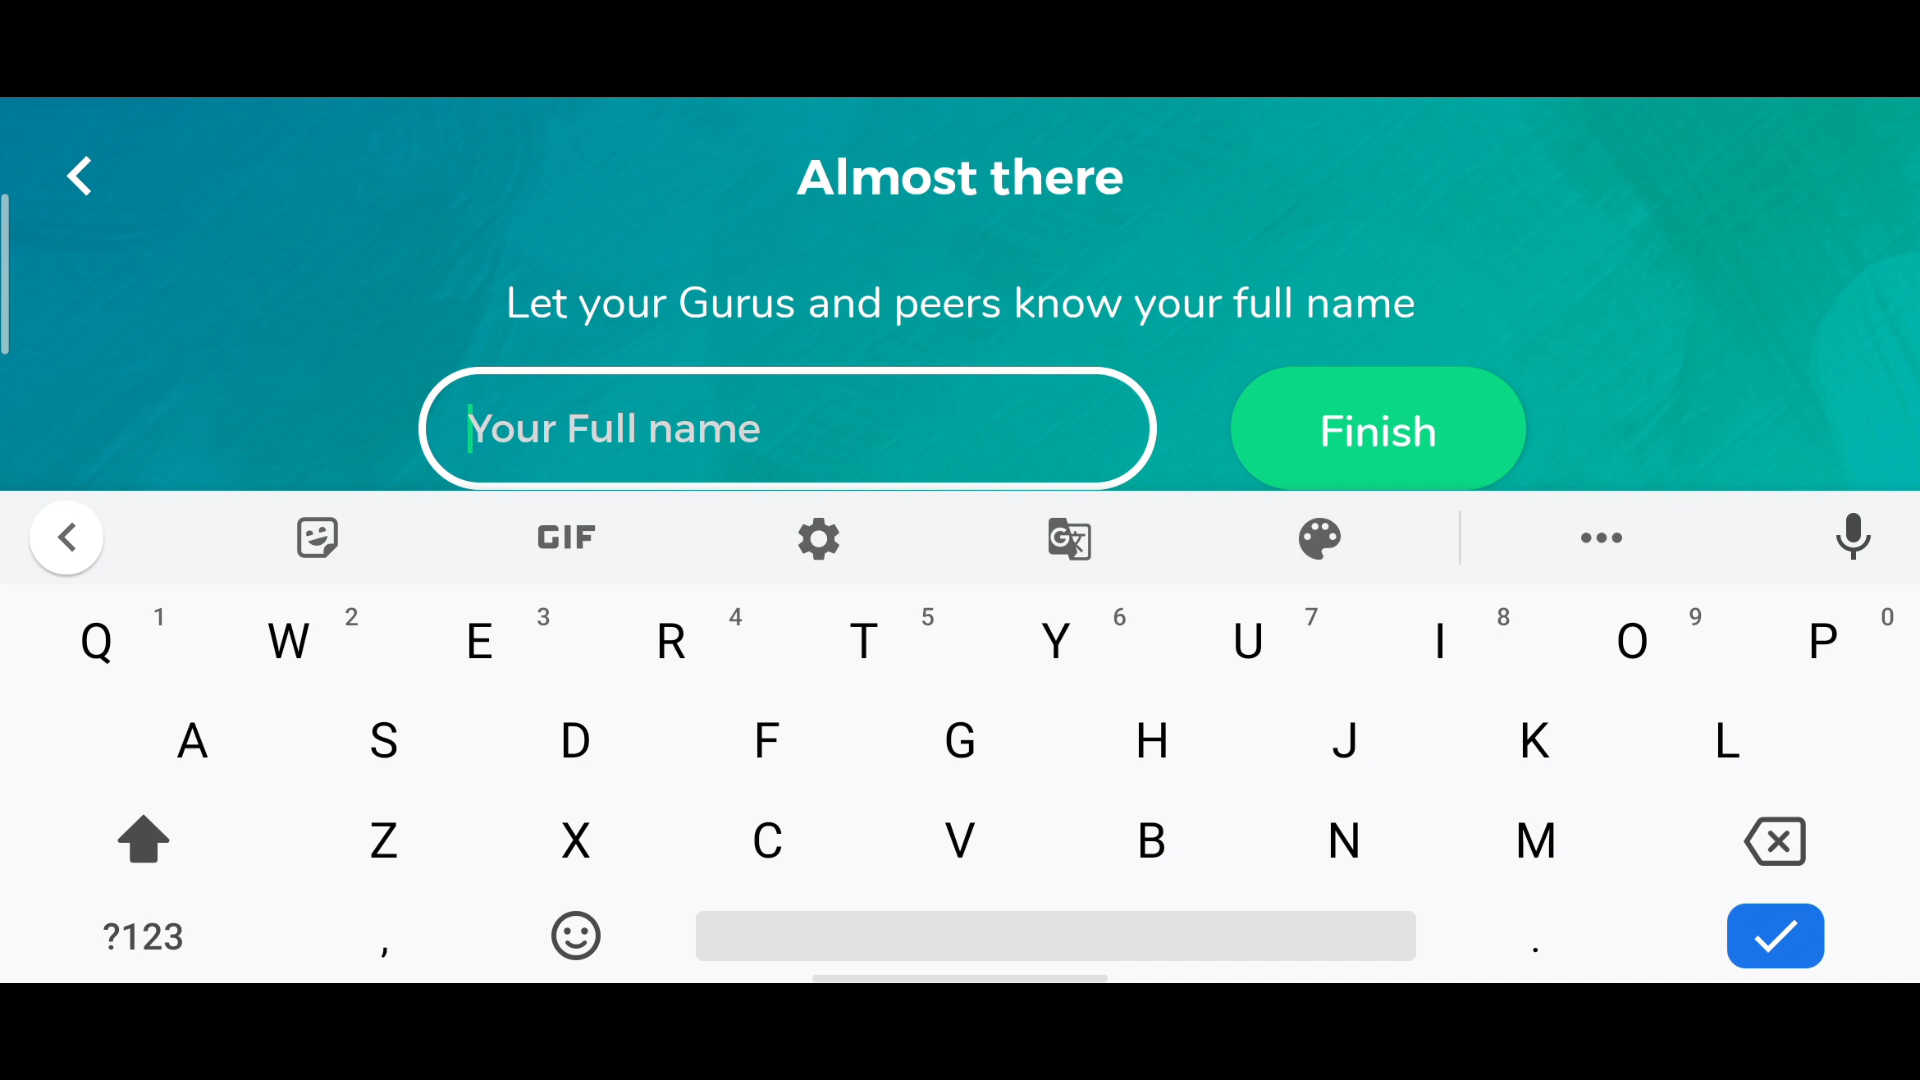 Almost there
Let your Gurus and peers know your full name
Your Full name
Finish
GIF
Q 1 W 2 E 3 R 4 T 5 Y 6 U 7 I 8 O 9 P 0
A S D F G H J K L
Z X C V B N M
?123 , .